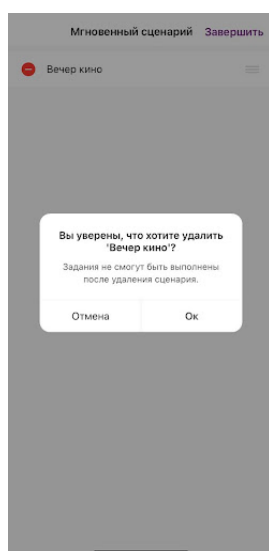 Мгновенный сценарий Завершить
Вечер кино
Вы уверены, что хотите удалить
'Вечер кино'?
Задания не смогут быть выполнены
после удаления сценария.
Отмена Ок